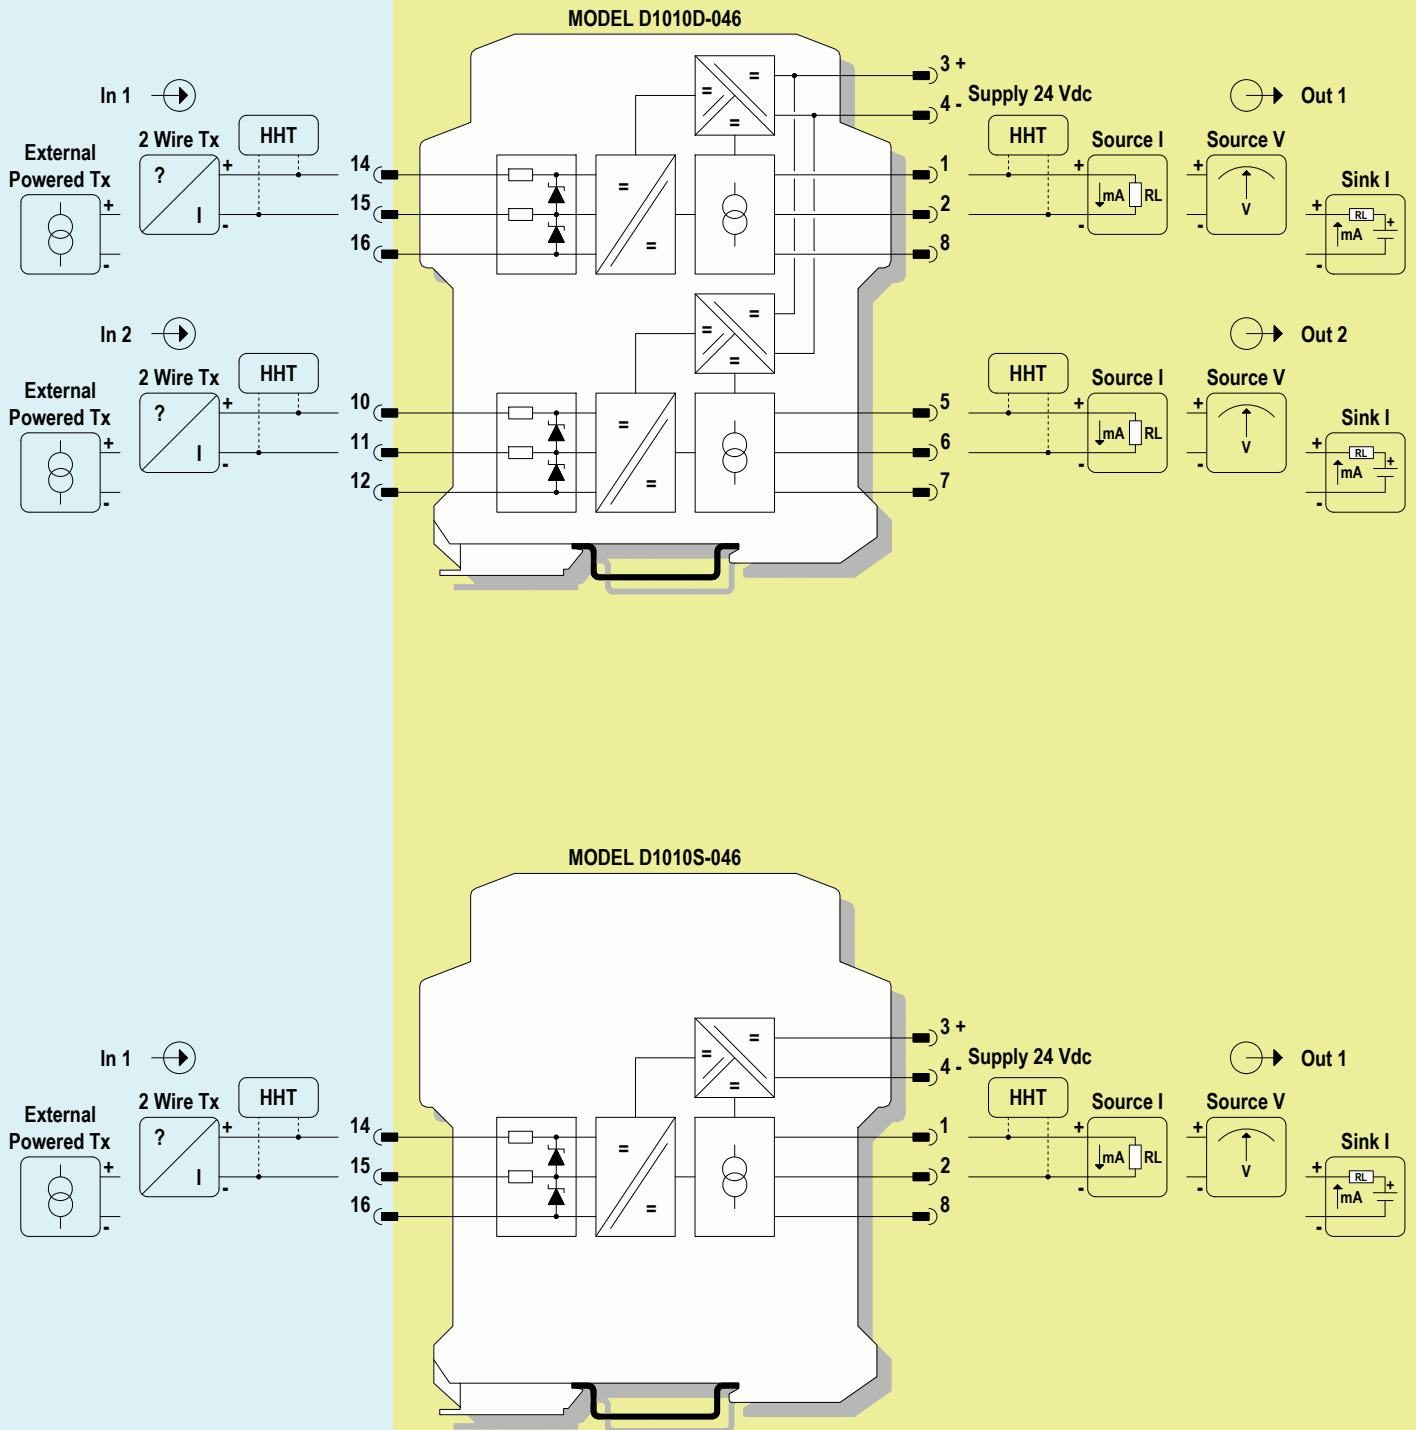 MODEL D1010D-046
In 1
3 +
4 -
Supply 24 Vdc
Out 1
External
Powered Tx
+
-
2 Wire Tx
?
I
+
-
HHT
14
15
16
=
=
=
=
=
1
2
8
HHT
Source I
+
-
mA
RL
Source V
+
-
V
Sink I
+
-
RL
mA
+
In 2
Out 2
External
Powered Tx
+
-
2 Wire Tx
?
I
+
-
HHT
10
11
12
=
=
=
=
=
5
6
7
HHT
Source I
+
-
mA
RL
Source V
+
-
V
Sink I
+
-
RL
mA
+
MODEL D1010S-046
In 1
3 +
4 -
Supply 24 Vdc
Out 1
External
Powered Tx
+
-
2 Wire Tx
?
I
+
-
HHT
14
15
16
=
=
=
=
=
1
2
8
HHT
Source I
+
-
mA
RL
Source V
+
-
V
Sink I
+
-
RL
mA
+